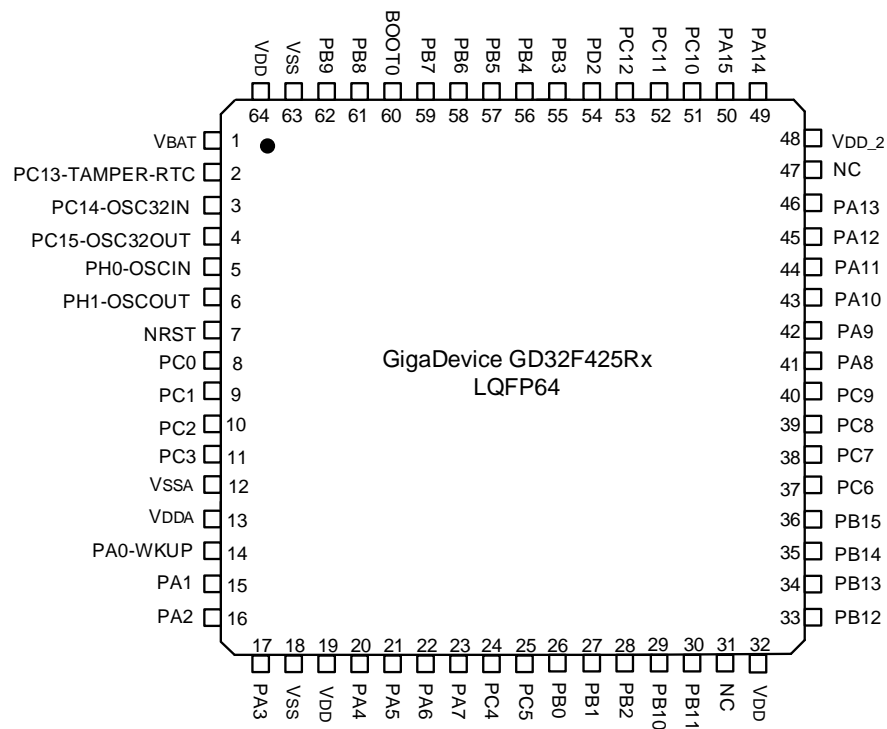 VDD VSS PB9 PB8 BOOT0 PB7 PB6 PB5 PB4 PB3 PD2 PC12 PC11 PC10 PA15 PA14
64 63 62 61 60 59 58 57 56 55 54 53 52 51 50 49
VBAT 1 48 VDD_2
PC13-TAMPER-RTC 2 47 NC
PC14-OSC32IN 3 46 PA13
PC15-OSC32OUT 4 45 PA12
PH0-OSCIN 5 44 PA11
PH1-OSCOUT 6 43 PA10
NRST 7 42 PA9
GigaDevice GD32F425Rx
PC0 8 41 PA8
LQFP64
PC1 9 40 PC9
PC2 10 39 PC8
PC3 11 38 PC7
VSSA 12 37 PC6
VDDA 13 36 PB15
PA0-WKUP 14 35 PB14
PA1 15 34 PB13
PA2 16 33 PB12
17 18 19 20 21 22 23 24 25 26 27 28 29 30 31 32
PA3 VSS VDD PA4 PA5 PA6 PA7 PC4 PC5 PB0 PB1 PB2 PB10 PB11 NC VDD